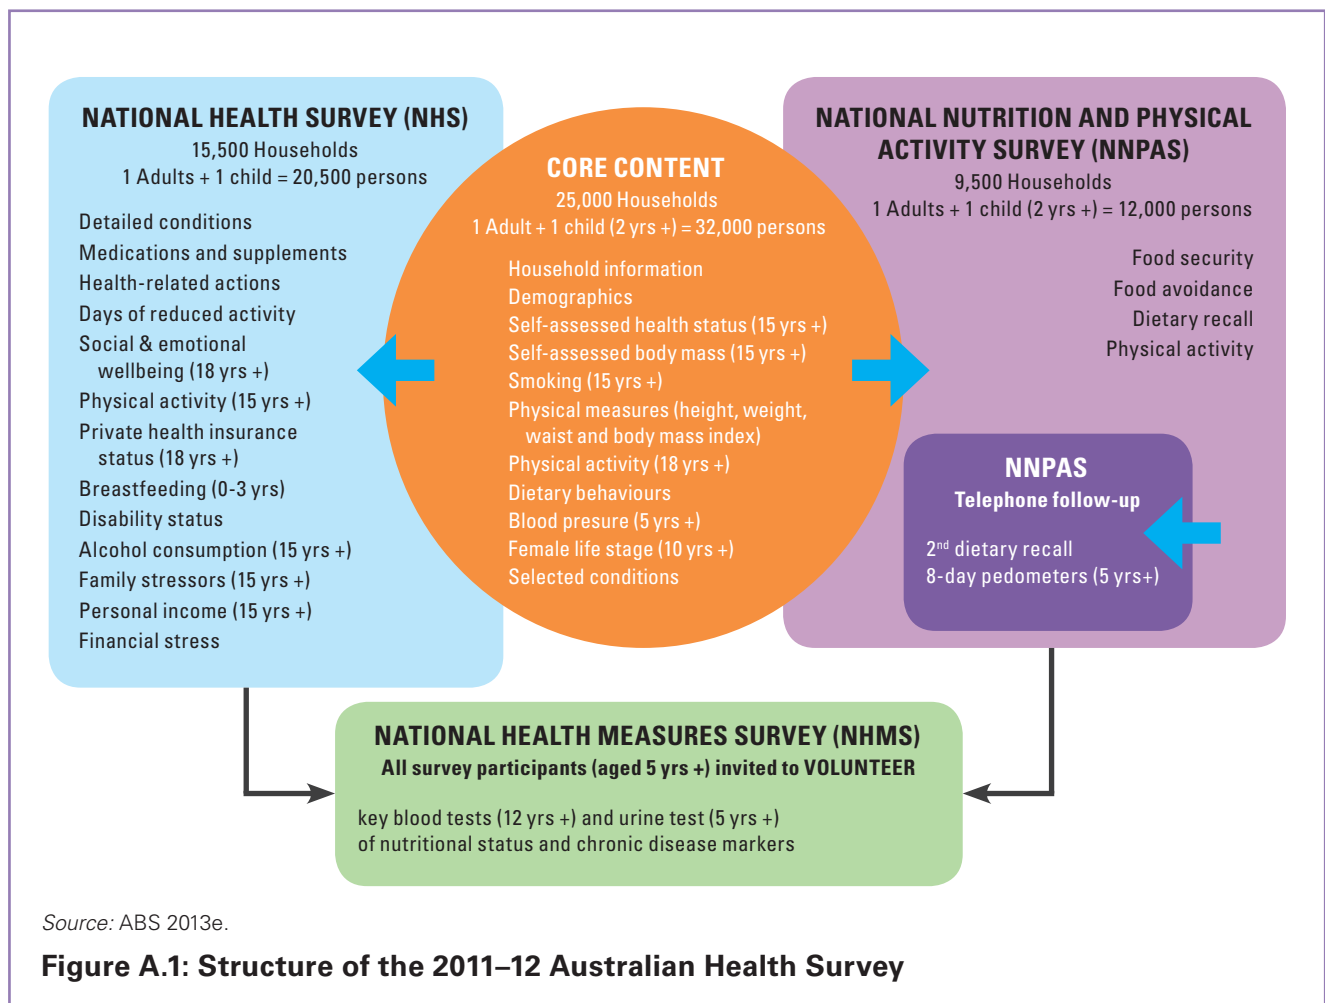 NATIONAL HEALTH SURVEY (NHS)
15,500 Households
1 Adults + 1 child = 20,500 persons
Detailed conditions
Medications and supplements
Health-related actions
Days of reduced activity
Social & emotional
wellbeing (18 yrs +)
Physical activity (15 yrs +)
Private health insurance
status (18 yrs +)
Breastfeeding (0-3 yrs)
Disability status
Alcohol consumption (15 yrs +)
Family stressors (15 yrs +)
Personal income (15 yrs +)
Financial stress
CORE CONTENT
25,000 Households
1 Adult + 1 child (2 yrs +) = 32,000 persons
Household information
Demographics
Self-assessed health status (15 yrs +)
Self-assessed body mass (15 yrs +)
Smoking (15 yrs +)
Physical measures (height, weight,
waist and body mass index)
Physical activity (18 yrs +)
Dietary behaviours
Blood presure (5 yrs +)
Female life stage (10 yrs +)
Selected conditions
NATIONAL NUTRITION AND PHYSICAL
ACTIVITY SURVEY (NNPAS)
9,500 Households
1 Adults + 1 child (2 yrs +) = 12,000 persons
Food security
Food avoidance
Dietary recall
Physical activity
NNPAS
Telephone follow-up
2nd dietary recall
8-day pedometers (5 yrs+)
NATIONAL HEALTH MEASURES SURVEY (NHMS)
All survey participants (aged 5 yrs +) invited to VOLUNTEER
key blood tests (12 yrs +) and urine test (5 yrs +)
of nutritional status and chronic disease markers
Source: ABS 2013e.
Figure A.1: Structure of the 2011–12 Australian Health Survey